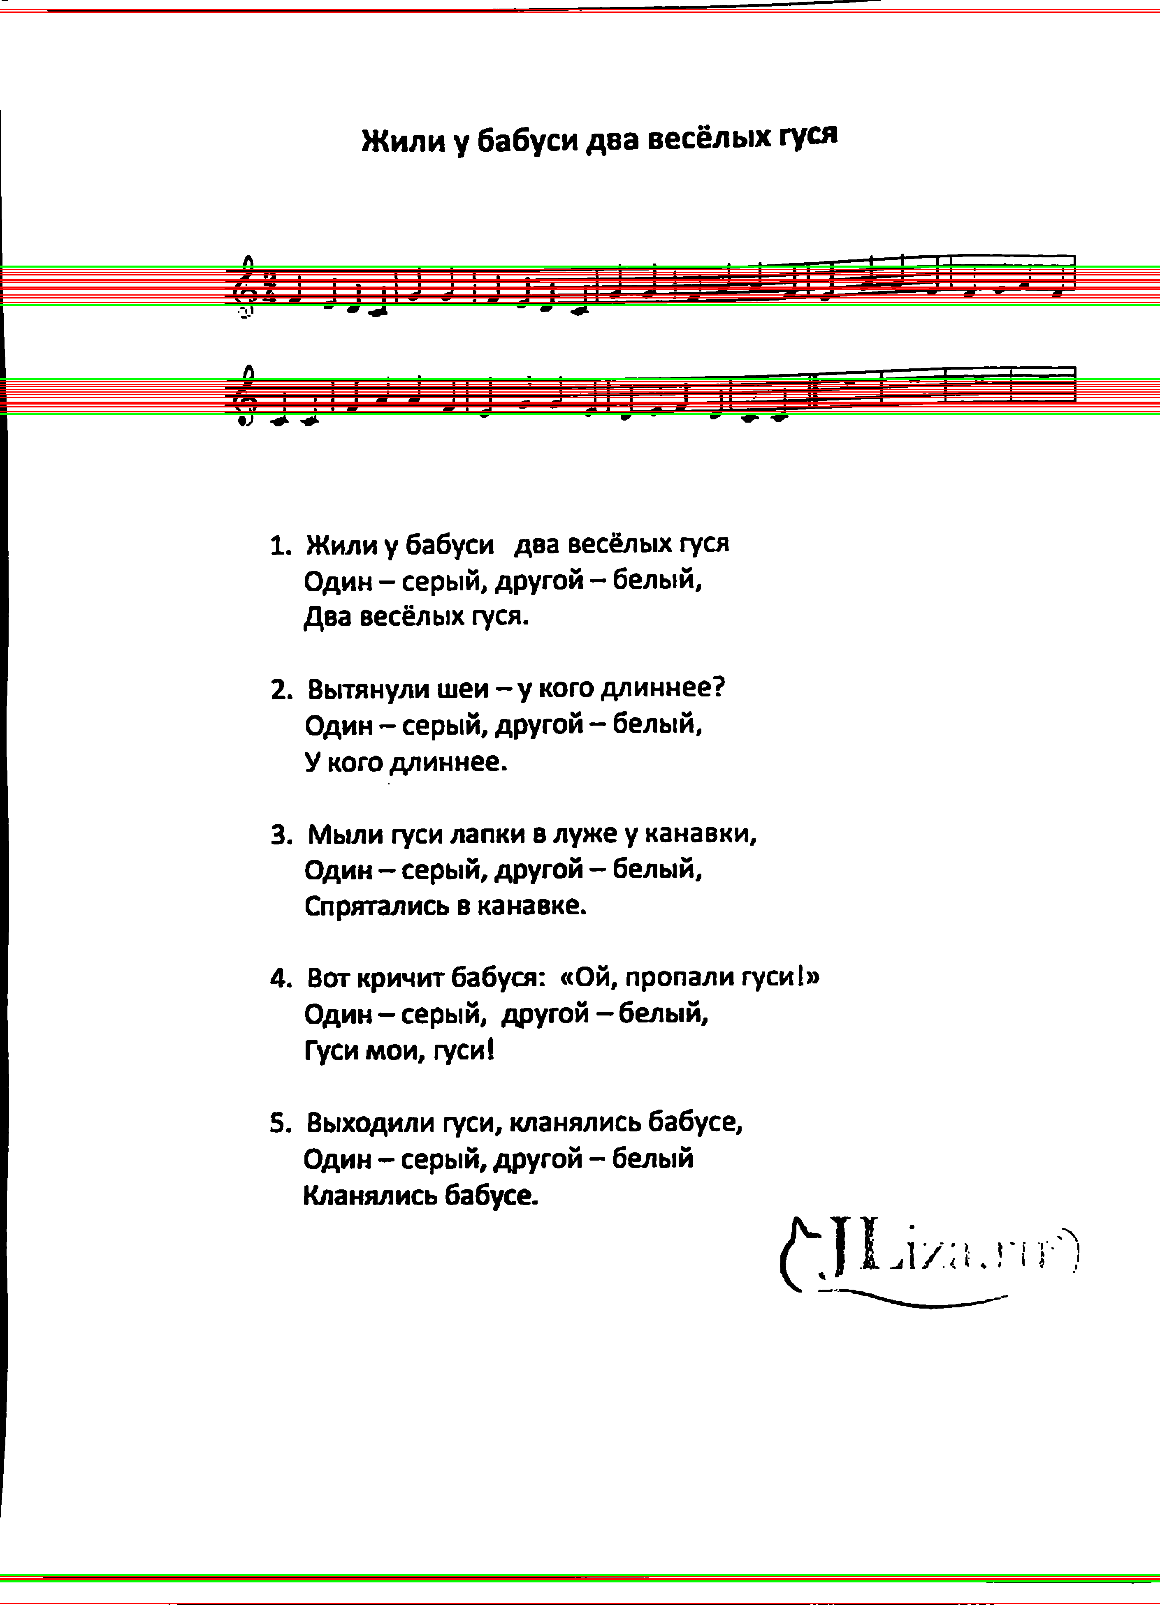 Жили у бабуси два весёлых гуся
1. Жили у бабуси два весёлых гуся
Один – серый, другой – белый,
Два весёлых гуся.
2. Вытянули шеи – у кого длиннее?
Один – серый, другой – белый,
У кого длиннее.
3. Мыли гуси лапки в луже у канавки,
Один – серый, другой – белый,
Спрятались в канавке.
4. Вот кричит бабуся: «Ой, пропали гуси!»
Один – серый, другой – белый,
Гуси мои, гуси!
5. Выходили гуси, кланялись бабусе,
Один – серый, другой – белый
Кланялись бабусе.
JLiza.ru